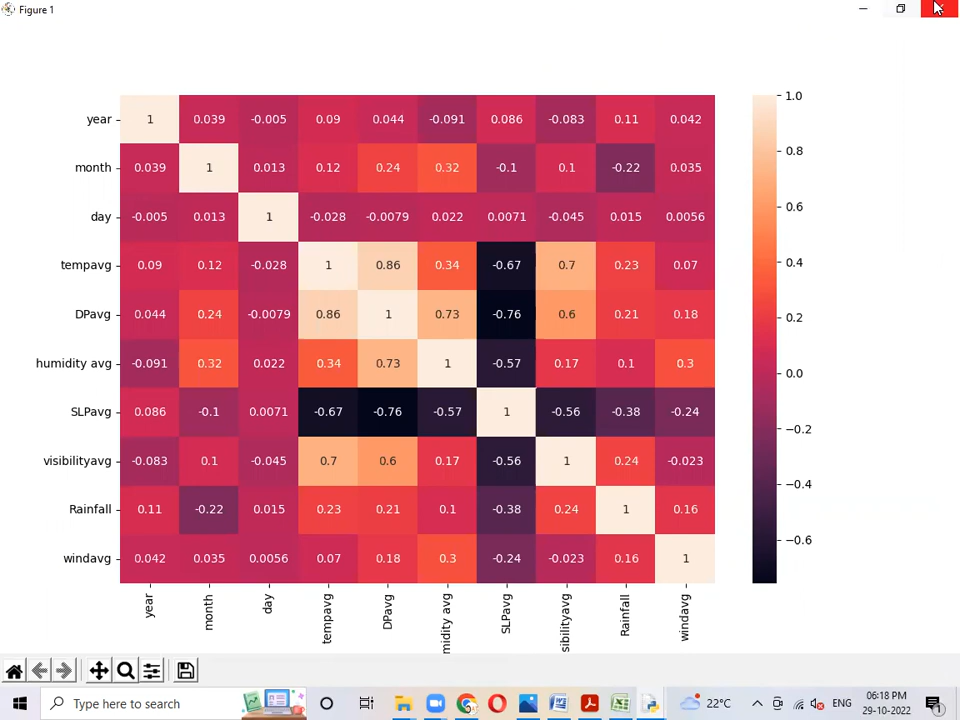 Figure 1
1.0
year 1 0.039 -0.005 0.09 0.044 -0.091 0.086 -0.083 0.11 0.042
0.8
month 0.039 1 0.013 0.12 0.24 0.32 -0.1 0.1 -0.22 0.035
day -0.005 0.013 1 -0.028 -0.0079 0.022 0.0071 -0.045 0.015 0.0056
0.6
tempavg 0.09 0.12 -0.028 1 0.86 0.34 -0.67 0.7 0.23 0.07
0.4
DPavg 0.044 0.24 -0.0079 0.86 1 0.73 -0.76 0.6 0.21 0.18
0.2
humidity avg -0.091 0.32 0.022 0.34 0.73 1 -0.57 0.17 0.1 0.3
0.0
SLPavg 0.086 -0.1 0.0071 -0.67 -0.76 -0.57 1 -0.56 -0.38 -0.24
−0.2
visibilityavg -0.083 0.1 -0.045 0.7 0.6 0.17 -0.56 1 0.24 -0.023
−0.4
Rainfall 0.11 -0.22 0.015 0.23 0.21 0.1 -0.38 0.24 1 0.16
−0.6
windavg 0.042 0.035 0.0056 0.07 0.18 0.3 -0.24 -0.023 0.16 1
year
month
day
tempavg
DPavg
midity avg
SLPavg
sibilityavg
Rainfall
windavg
Type here to search
22°C
ENG
06:18 PM
29-10-2022
1